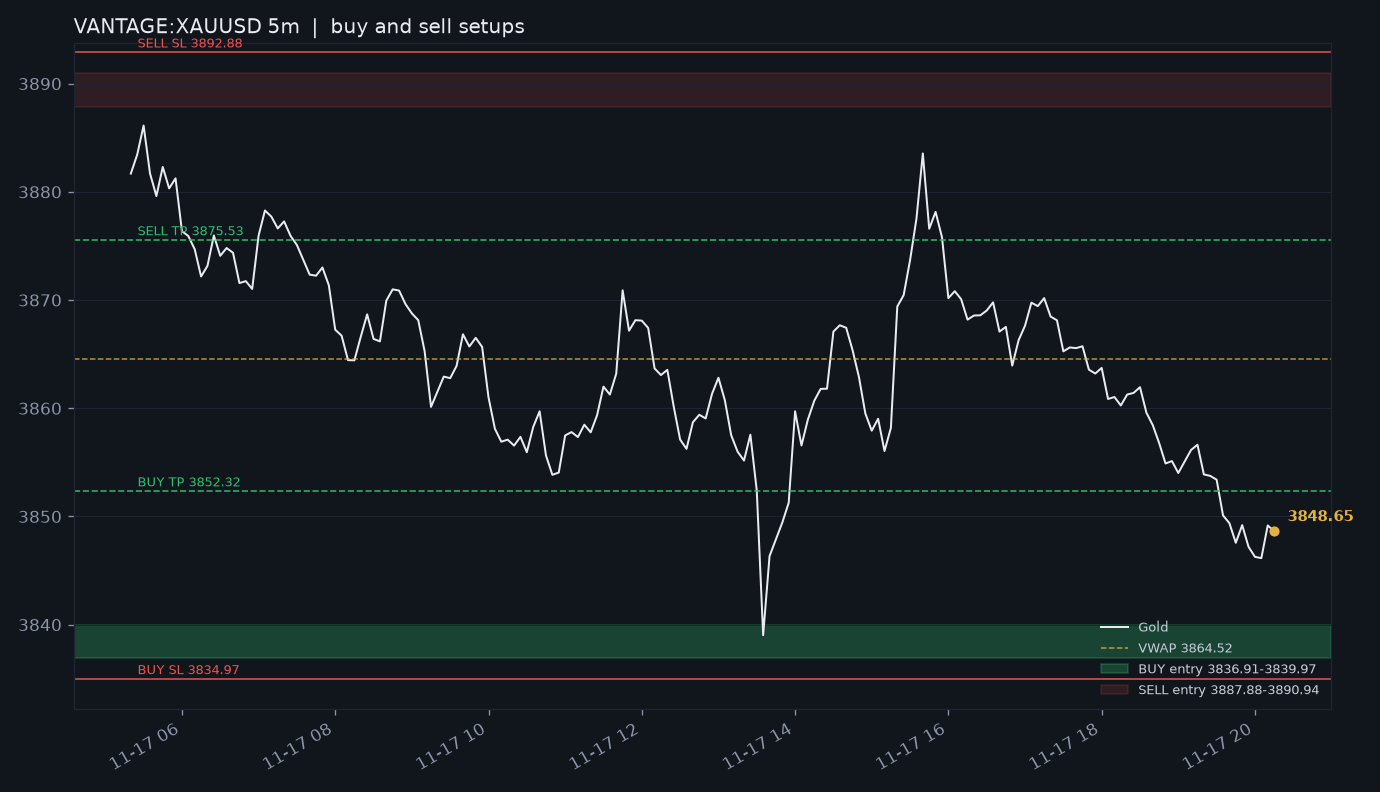 VANTAGE:XAUUSD 5m | buy and sell setups
SELL SL 3892.88
3890
3880
SELL TP 3875.53
3870
3860
BUY TP 3852.32
3850
3848.65
3840
BUY SL 3834.97
Gold
VWAP 3864.52
BUY entry 3836.91-3839.97
SELL entry 3887.88-3890.94
11-17 06
11-17 08
11-17 10
11-17 12
11-17 14
11-17 16
11-17 18
11-17 20